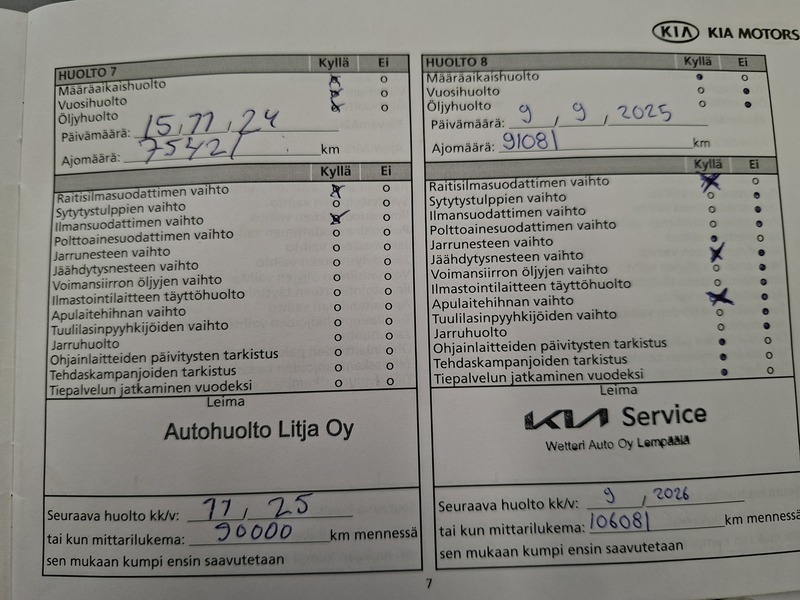 KIA KIA MOTORS
HUOLTO 7 Kyllä Ei
Määräaikaishuolto
Vuosihuolto
Öljyhuolto
Päivämäärä: 15, 11, 24
Ajomäärä: 75421 km
Kyllä Ei
Raitisilmasuodattimen vaihto
Sytytystulppien vaihto
Ilmansuodattimen vaihto
Polttoainesuodattimen vaihto
Jarrunesteen vaihto
Jäähdytysnesteen vaihto
Voimansiirron öljyjen vaihto
Ilmastointilaitteen täyttöhuolto
Apulaitehihnan vaihto
Tuulilasinpyyhkijöiden vaihto
Jarruhuolto
Ohjainlaitteiden päivitysten tarkistus
Tehdaskampanjoiden tarkistus
Tiepalvelun jatkaminen vuodeksi
Leima
Autohuolto Litja Oy
Seuraava huolto kk/v: 11, 25
tai kun mittarilukema: 90000 km mennessä
sen mukaan kumpi ensin saavutetaan
HUOLTO 8 Kyllä Ei
Määräaikaishuolto
Vuosihuolto
Öljyhuolto
Päivämäärä: 9, 9, 2025
Ajomäärä: 91081 km
Kyllä Ei
Raitisilmasuodattimen vaihto
Sytytystulppien vaihto
Ilmansuodattimen vaihto
Polttoainesuodattimen vaihto
Jarrunesteen vaihto
Jäähdytysnesteen vaihto
Voimansiirron öljyjen vaihto
Ilmastointilaitteen täyttöhuolto
Apulaitehihnan vaihto
Tuulilasinpyyhkijöiden vaihto
Jarruhuolto
Ohjainlaitteiden päivitysten tarkistus
Tehdaskampanjoiden tarkistus
Tiepalvelun jatkaminen vuodeksi
Leima
KIA Service
Wetteri Auto Oy Lempäälä
Seuraava huolto kk/v: 9, 2026
tai kun mittarilukema: 106081 km mennessä
sen mukaan kumpi ensin saavutetaan
7